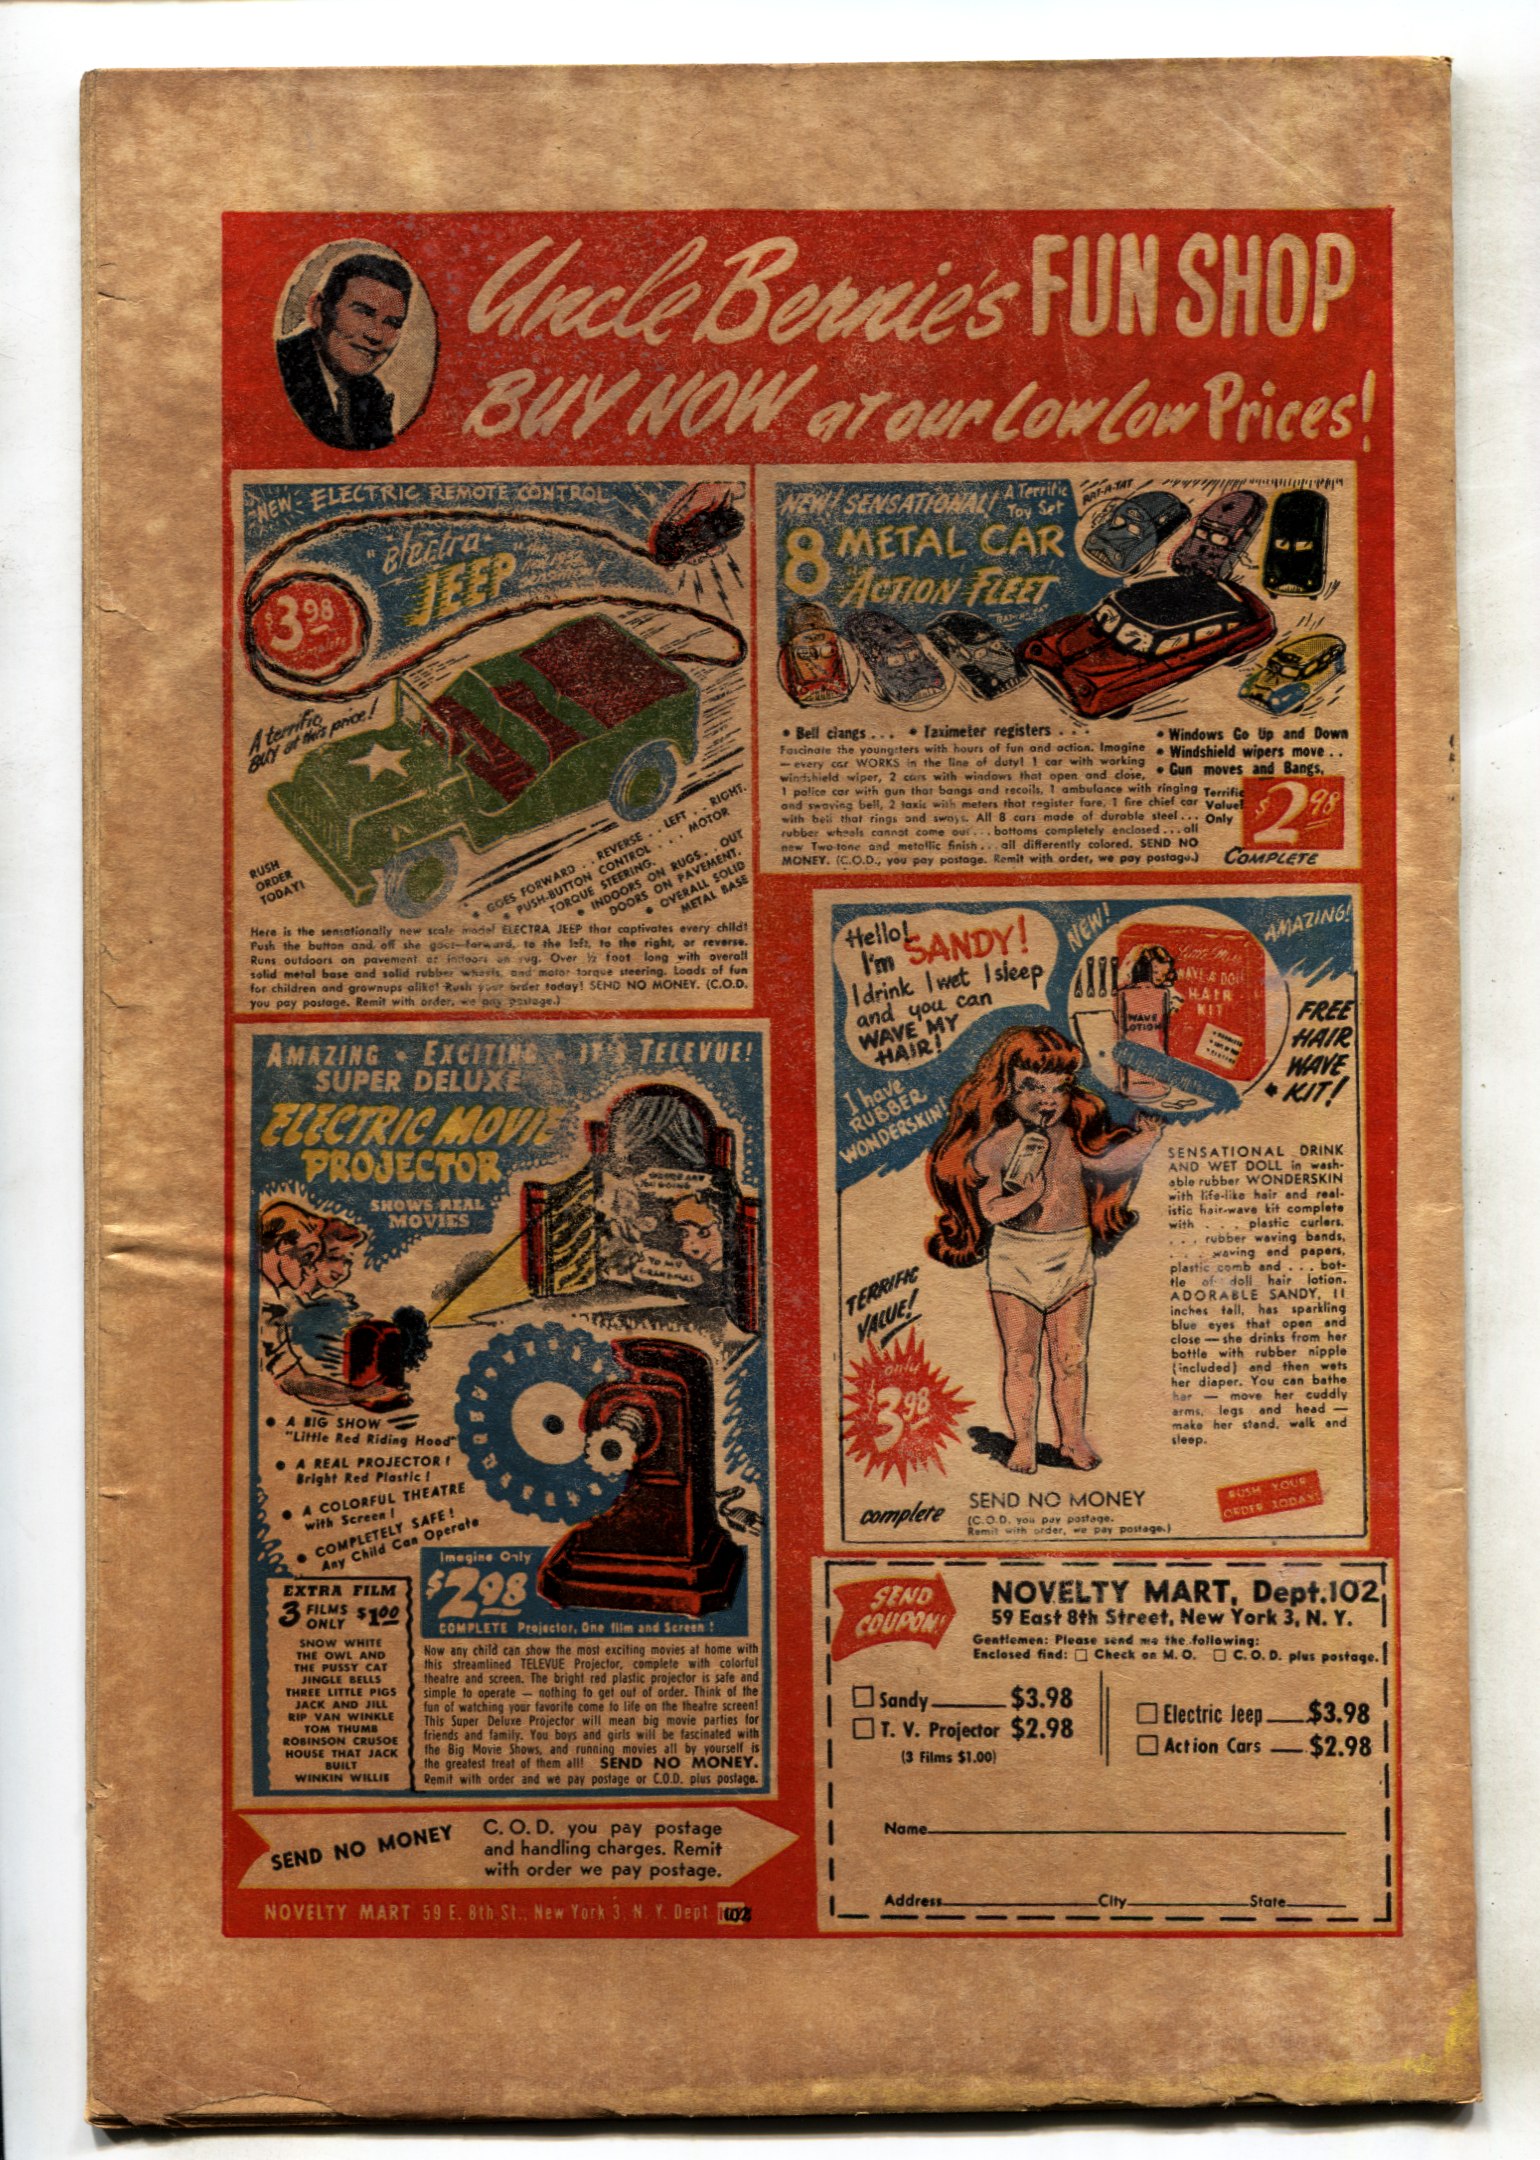 Uncle Bernie's FUN SHOP
BUY NOW at our Low Low Prices!
NEW - ELECTRIC REMOTE CONTROL
"Electra-
JEEP"
$3.98
A terrific
BUY at this price!
RUSH
ORDER
TODAY!
• GOES FORWARD . . REVERSE . . LEFT . . RIGHT.
• PUSH-BUTTON CONTROL . . . . MOTOR
TORQUE STEERING.
• INDOORS ON RUGS. . OUT
DOORS ON PAVEMENT.
• OVERALL SOLID
METAL BASE
Here is the sensationally new scale model ELECTRA JEEP that captivates every child!
Push the button and off she goes—forward, to the left, to the right, or reverse.
Runs outdoors on pavement or indoors on rug. Over ½ foot long with overall
solid metal base and solid rubber wheels, and motor torque steering. Loads of fun
for children and grownups alike! Rush your order today! SEND NO MONEY. (C.O.D.
you pay postage. Remit with order, we pay postage.)
NEW! SENSATIONAL! A Terrific
Toy Set
RAT-A-TAT
8 METAL CAR
ACTION FLEET
• Bell clangs . . . • Taximeter registers . . .
• Windows Go Up and Down
• Windshield wipers move . .
• Gun moves and Bangs,
Fascinate the youngsters with hours of fun and action. Imagine
— every car WORKS in the line of duty! 1 car with working
windshield wiper, 2 cars with windows that open and close,
1 police car with gun that bangs and recoils, 1 ambulance with ringing
and swaying bell, 2 taxis with meters that register fare, 1 fire chief car
with bell that rings and sways. All 8 cars made of durable steel . . .
rubber wheels cannot come out . . . bottoms completely enclosed . . . all
new Two-tone and metallic finish . . . all differently colored. SEND NO
MONEY. (C.O.D., you pay postage. Remit with order, we pay postage.)
Terrific
Value!
Only
$2.98
COMPLETE
AMAZING • EXCITING • IT'S TELEVUE!
SUPER DELUXE
ELECTRIC MOVIE
PROJECTOR
SHOWS REAL
MOVIES
TO MY
GRANDMAS
• A BIG SHOW
"Little Red Riding Hood"
• A REAL PROJECTOR!
Bright Red Plastic!
• A COLORFUL THEATRE
with Screen!
• COMPLETELY SAFE!
Any Child Can Operate
Imagine Only
$2.98
COMPLETE Projector, One film and Screen!
EXTRA FILM
3 FILMS
ONLY $1.00
SNOW WHITE
THE OWL AND
THE PUSSY CAT
JINGLE BELLS
THREE LITTLE PIGS
JACK AND JILL
RIP VAN WINKLE
TOM THUMB
ROBINSON CRUSOE
HOUSE THAT JACK
BUILT
WINKIN WILLIE
Now any child can show the most exciting movies at home with
this streamlined TELEVUE Projector, complete with colorful
theatre and screen. The bright red plastic projector is safe and
simple to operate — nothing to get out of order. Think of the
fun of watching your favorite come to life on the theatre screen!
This Super Deluxe Projector will mean big movie parties for
friends and family. You boys and girls will be fascinated with
the Big Movie Shows, and running movies all by yourself is
the greatest treat of them all! SEND NO MONEY.
Remit with order and we pay postage or C.O.D. plus postage.
Hello!
I'm SANDY!
I drink I wet I sleep
and you can
WAVE MY
HAIR!
NEW!
AMAZING!
WAVE & DOLL
HAIR
KIT
WAVE
LOTION
FREE
HAIR
WAVE
KIT!
I have
RUBBER
WONDERSKIN!
TERRIFIC
VALUE!
only
$3.98
complete
SENSATIONAL DRINK
AND WET DOLL in wash-
able rubber WONDERSKIN
with life-like hair and real-
istic hair-wave kit complete
with . . . plastic curlers,
. . . rubber waving bands,
. . . waving end papers,
plastic comb and . . . bot-
tle of doll hair lotion.
ADORABLE SANDY, 11
inches tall, has sparkling
blue eyes that open and
close — she drinks from her
bottle with rubber nipple
(included) and then wets
her diaper. You can bathe
her — move her cuddly
arms, legs and head —
make her stand, walk and
sleep.
SEND NO MONEY
(C.O.D. you pay postage.
Remit with order, we pay postage.)
RUSH YOUR
ORDER TODAY!
SEND
COUPON!
NOVELTY MART, Dept.102
59 East 8th Street, New York 3, N. Y.
Gentlemen: Please send me the following:
Enclosed find: □ Check or M. O. □ C. O. D. plus postage.
□ Sandy $3.98
□ T. V. Projector $2.98
(3 Films $1.00)
□ Electric Jeep $3.98
□ Action Cars $2.98
Name
Address City State
SEND NO MONEY
C. O. D. you pay postage
and handling charges. Remit
with order we pay postage.
NOVELTY MART 59 E. 8th St., New York 3, N. Y. Dept 102